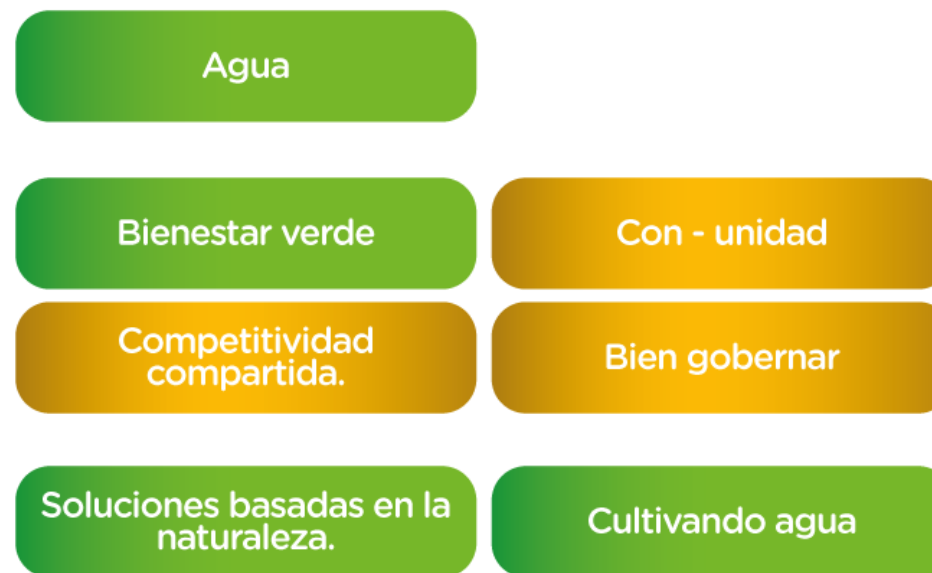 Agua
Bienestar verde
Con - unidad
Competitividad
compartida.
Bien gobernar
Soluciones basadas en la
naturaleza.
Cultivando agua